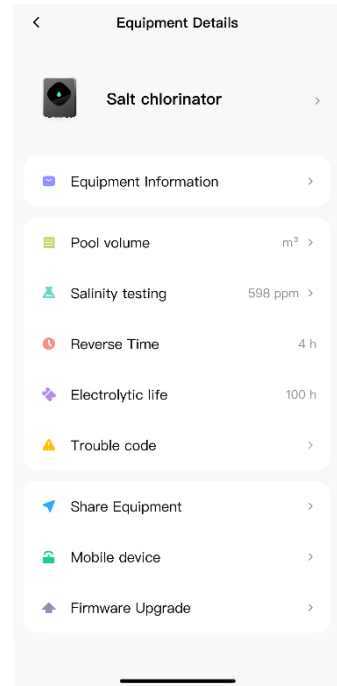 Equipment Details
Salt chlorinator
Equipment Information
Pool volume m³
Salinity testing 598 ppm
Reverse Time 4 h
Electrolytic life 100 h
Trouble code
Share Equipment
Mobile device
Firmware Upgrade